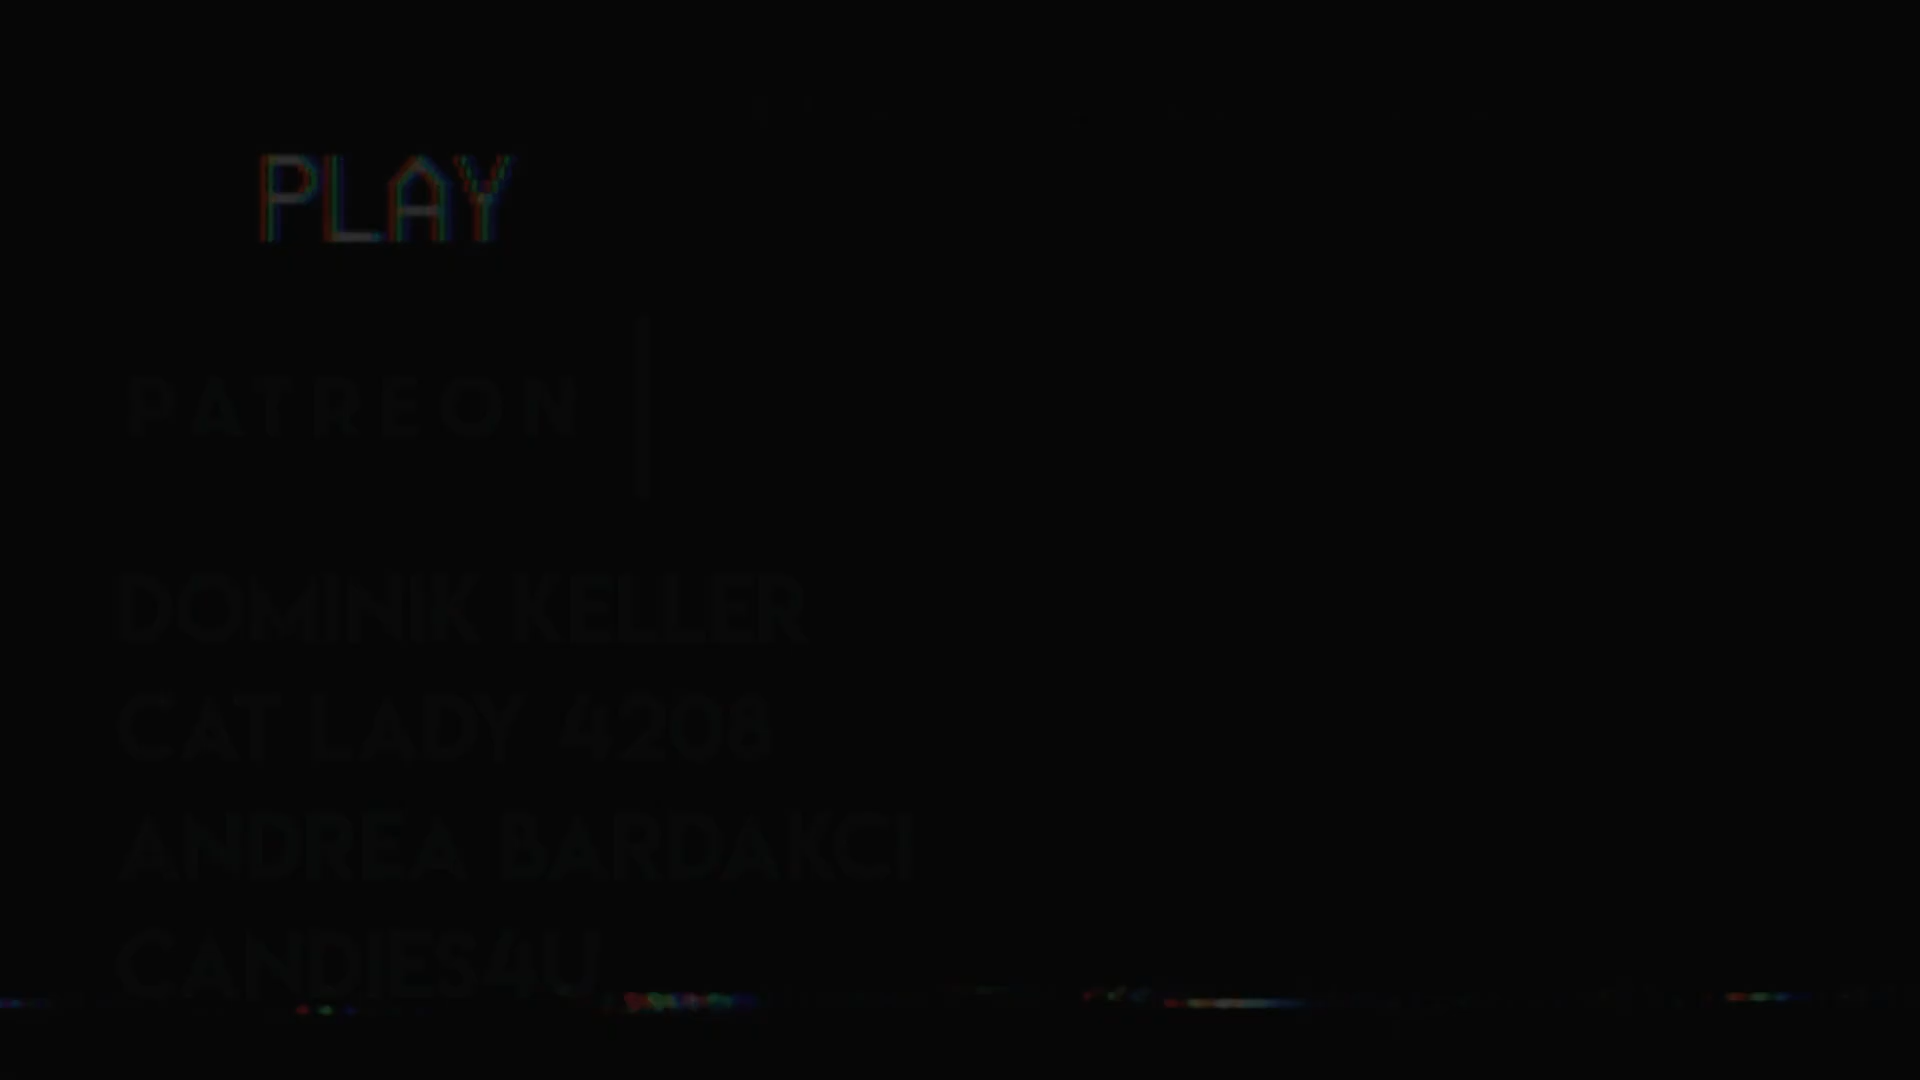 PLAY
PATREON
DOMINIK KELLER
CAT LADY 4208
ANDREA BARDAKCI
CANDIES4U